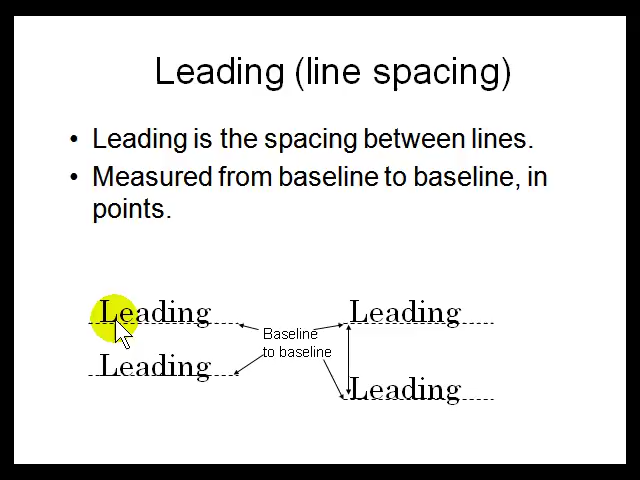 Leading (line spacing)
• Leading is the spacing between lines.
• Measured from baseline to baseline, in
points.
Leading
Leading
Baseline
to baseline
Leading
Leading